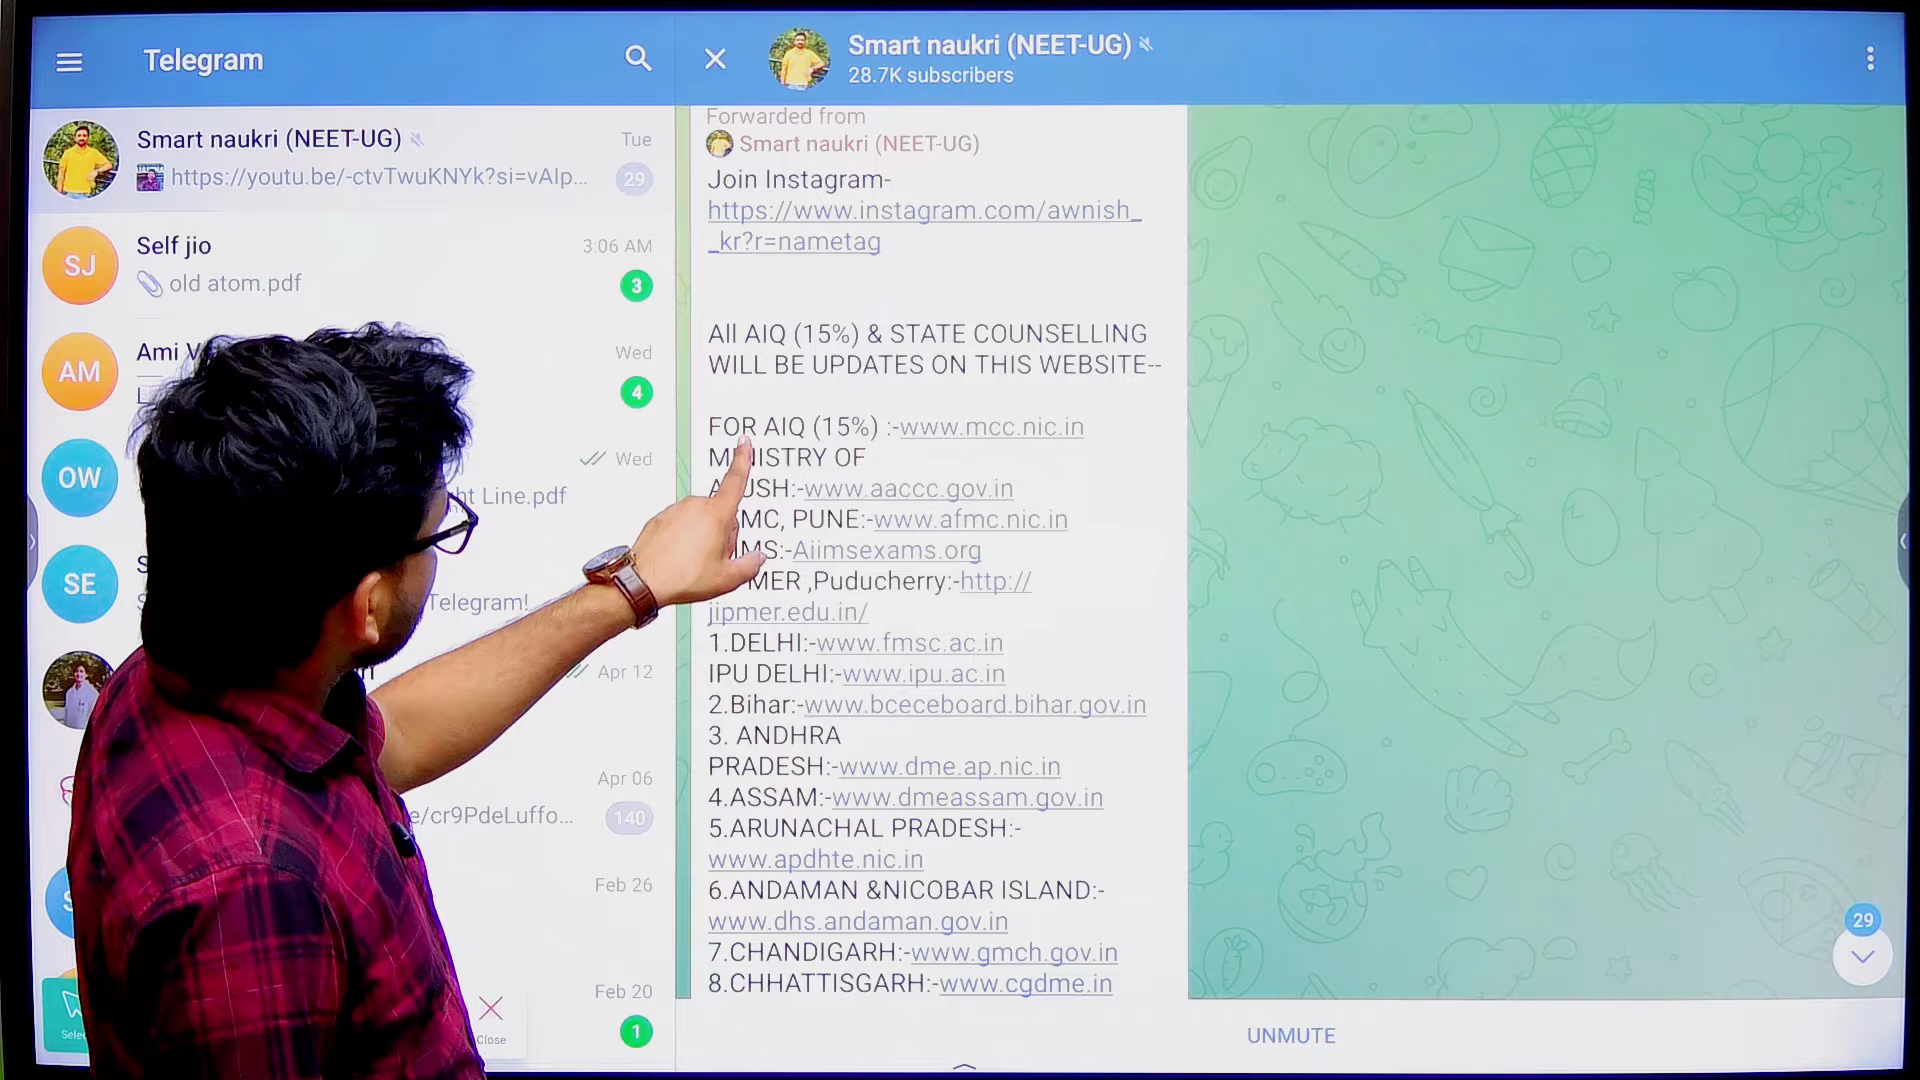 Telegram
Smart naukri (NEET-UG)
28.7K subscribers
Smart naukri (NEET-UG)
Tue
https://youtu.be/-ctvTwuKNYk?si=vAlp...
29
SJ
Self jio
3:06 AM
old atom.pdf
3
AM
Ami
Wed
4
OW
Wed
ht Line.pdf
SE
S
Telegram!
Apr 12
Apr 06
e/cr9PdeLuffo...
140
Feb 26
Feb 20
1
Close
Forwarded from
Smart naukri (NEET-UG)
Join Instagram-
https://www.instagram.com/awnish_
_kr?r=nametag
All AIQ (15%) & STATE COUNSELLING
WILL BE UPDATES ON THIS WEBSITE--
FOR AIQ (15%) :-www.mcc.nic.in
MINISTRY OF
AYUSH:-www.aaccc.gov.in
MC, PUNE:-www.afmc.nic.in
MS:-Aiimsexams.org
MER ,Puducherry:-http://
jipmer.edu.in/
1.DELHI:-www.fmsc.ac.in
IPU DELHI:-www.ipu.ac.in
2.Bihar:-www.bceceboard.bihar.gov.in
3. ANDHRA
PRADESH:-www.dme.ap.nic.in
4.ASSAM:-www.dmeassam.gov.in
5.ARUNACHAL PRADESH:-
www.apdhte.nic.in
6.ANDAMAN &NICOBAR ISLAND:-
www.dhs.andaman.gov.in
7.CHANDIGARH:-www.gmch.gov.in
8.CHHATTISGARH:-www.cgdme.in
29
UNMUTE